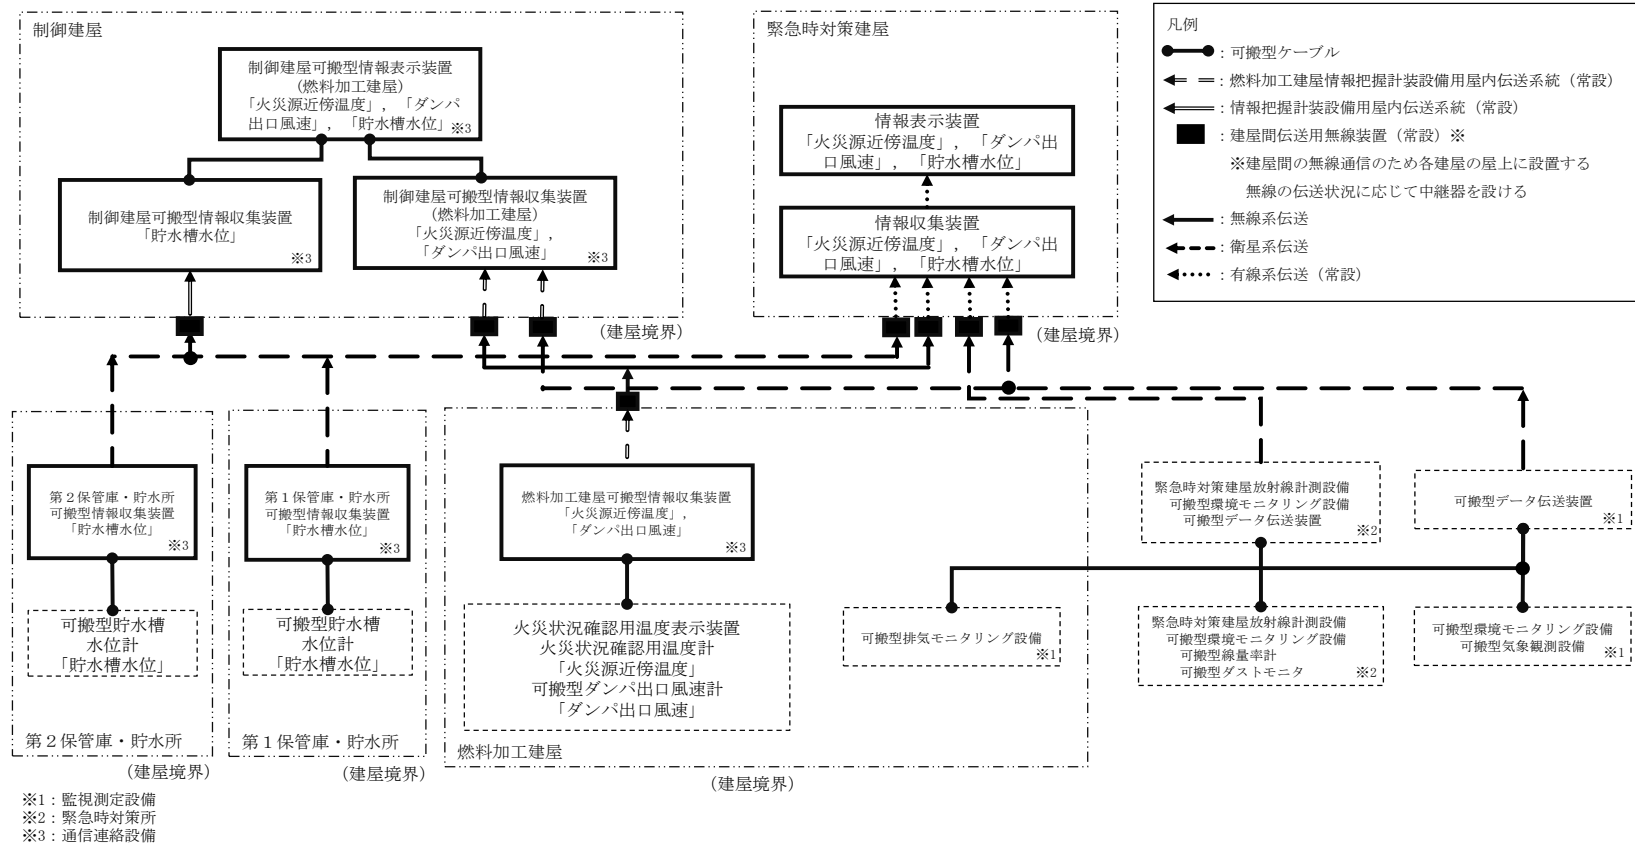 制御建屋
制御建屋可搬型情報表示装置
(燃料加工建屋)
「火災源近傍温度」，「ダンパ
出口風速」，「貯水槽水位」
※3
制御建屋可搬型情報収集装置
「貯水槽水位」
※3
制御建屋可搬型情報収集装置
(燃料加工建屋)
「火災源近傍温度」，
「ダンパ出口風速」
※3
(建屋境界)
緊急時対策建屋
情報表示装置
「火災源近傍温度」，「ダンパ出
口風速」，「貯水槽水位」
情報収集装置
「火災源近傍温度」，「ダンパ出
口風速」，「貯水槽水位」
(建屋境界)
凡例
：可搬型ケーブル
：燃料加工建屋情報把握計装設備用屋内伝送系統（常設）
：情報把握計装設備用屋内伝送系統（常設）
：建屋間伝送用無線装置（常設）※
※建屋間の無線通信のため各建屋の屋上に設置する
無線の伝送状況に応じて中継器を設ける
：無線系伝送
：衛星系伝送
：有線系伝送（常設）
第２保管庫・貯水所
可搬型情報収集装置
「貯水槽水位」
※3
可搬型貯水槽
水位計
「貯水槽水位」
第２保管庫・貯水所
(建屋境界)
第１保管庫・貯水所
可搬型情報収集装置
「貯水槽水位」
※3
可搬型貯水槽
水位計
「貯水槽水位」
第１保管庫・貯水所
(建屋境界)
燃料加工建屋可搬型情報収集装置
「火災源近傍温度」，
「ダンパ出口風速」
※3
火災状況確認用温度表示装置
火災状況確認用温度計
「火災源近傍温度」
可搬型ダンパ出口風速計
「ダンパ出口風速」
燃料加工建屋
(建屋境界)
可搬型排気モニタリング設備
※1
緊急時対策建屋放射線計測設備
可搬型環境モニタリング設備
可搬型データ伝送装置
※2
緊急時対策建屋放射線計測設備
可搬型環境モニタリング設備
可搬型線量率計
可搬型ダストモニタ
※2
可搬型データ伝送装置
※1
可搬型環境モニタリング設備
可搬型気象観測設備
※1
※1：監視測定設備
※2：緊急時対策所
※3：通信連絡設備